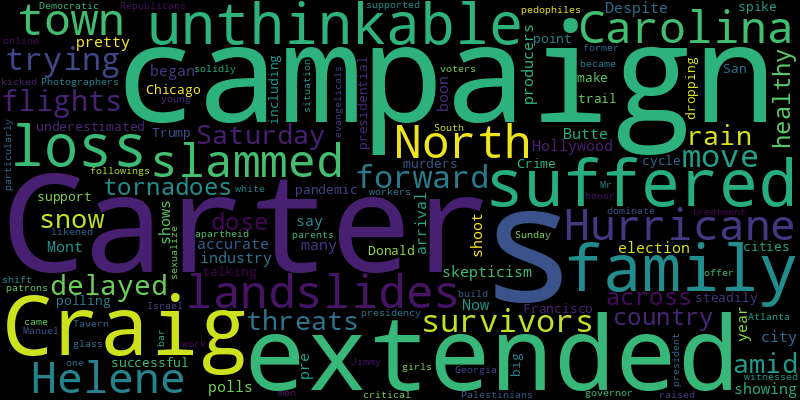 Democratic Republicans supported pedophiles Despite spike
town unthinkable Carolina
online pretty former
trying campaign point producers became
kicked Photographers began solidly including situation evangelicals presidential boon voters make dropping San healthy
flights Chicago young trail
underestimated Trump Saturday South North Butte rain
particularly loss slammed Hollywood move
followings murders Crime cycle
tornadoes white pandemic forward workers suffered Mr honor
support Carter s dominate treatment
snow likened shows dose say arrival shoot Sunday Hurricane
apartheid parents
Mont sexualize accurate many Donald election cities
industry skepticism family
shift talking offer
patrons delayed landslides build Now across steadily
polling Israel presidency Francisco year Atlanta
came Craig threats survivors country
Manuel Tavern bar glass work city
one successful pre Jimmy girls big president amid
Helene polls extended Georgia witnessed
men critical Palestinians governor raised showing